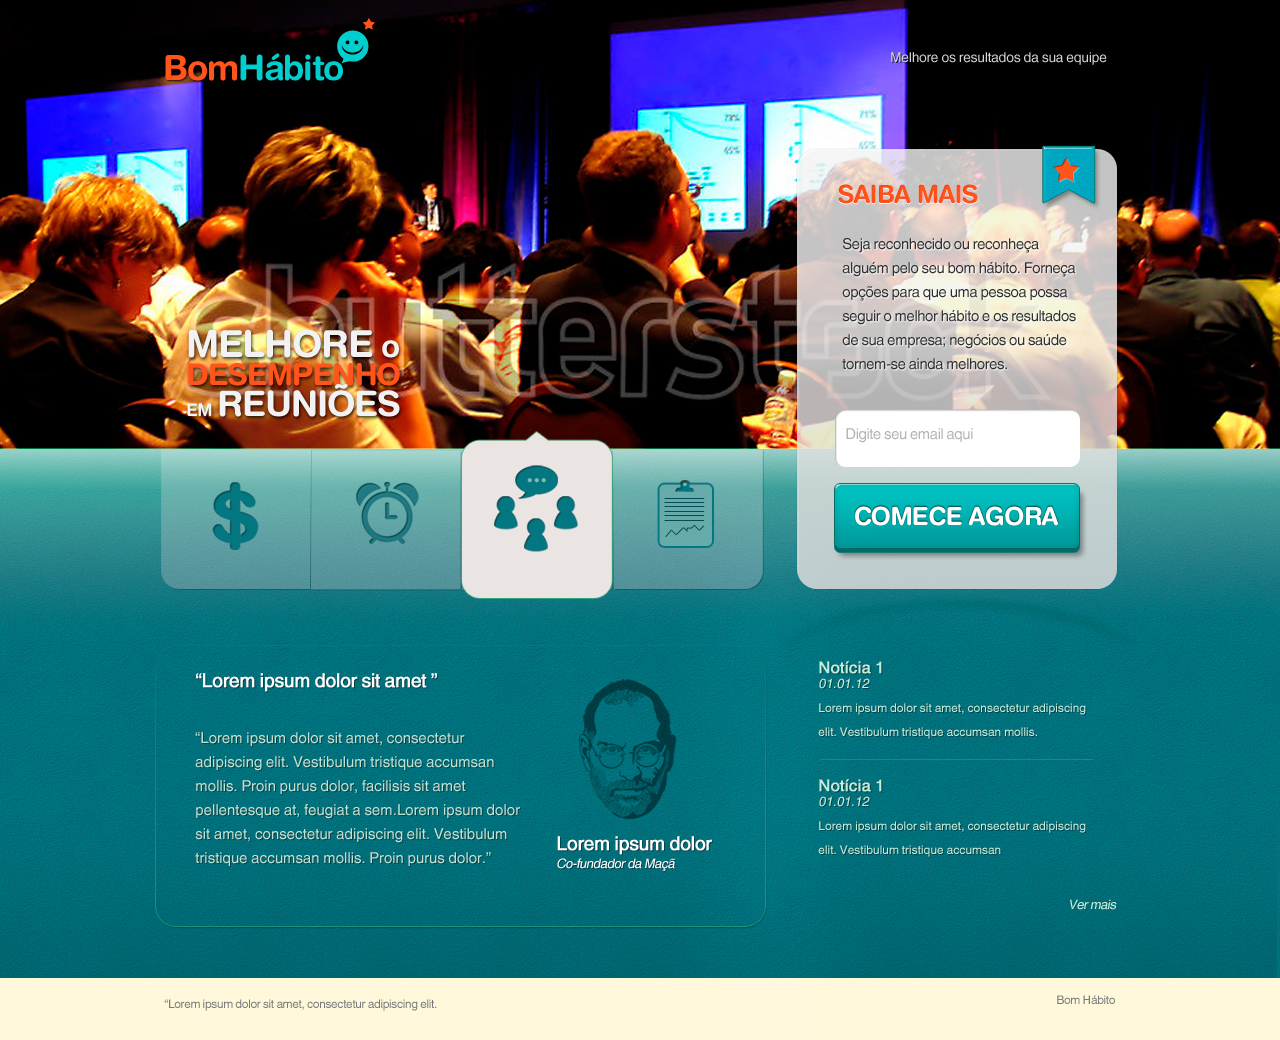 BomHábito
Melhore os resultados da sua equipe
79%
65%
71%
65%
SAIBA MAIS
Seja reconhecido ou reconheça
alguém pelo seu bom hábito. Forneça
opções para que uma pessoa possa
seguir o melhor hábito e os resultados
de sua empresa; negócios ou saúde
tornem-se ainda melhores.
shutterstock
MELHORE o
DESEMPENHO
EM REUNIÕES
Digite seu email aqui
COMECE AGORA
$
“Lorem ipsum dolor sit amet ”
“Lorem ipsum dolor sit amet, consectetur
adipiscing elit. Vestibulum tristique accumsan
mollis. Proin purus dolor, facilisis sit amet
pellentesque at, feugiat a sem.Lorem ipsum dolor
sit amet, consectetur adipiscing elit. Vestibulum
tristique accumsan mollis. Proin purus dolor.”
Lorem ipsum dolor
Co-fundador da Maçã
Notícia 1
01.01.12
Lorem ipsum dolor sit amet, consectetur adipiscing
elit. Vestibulum tristique accumsan mollis.
Notícia 1
01.01.12
Lorem ipsum dolor sit amet, consectetur adipiscing
elit. Vestibulum tristique accumsan
Ver mais
“Lorem ipsum dolor sit amet, consectetur adipiscing elit.
Bom Hábito